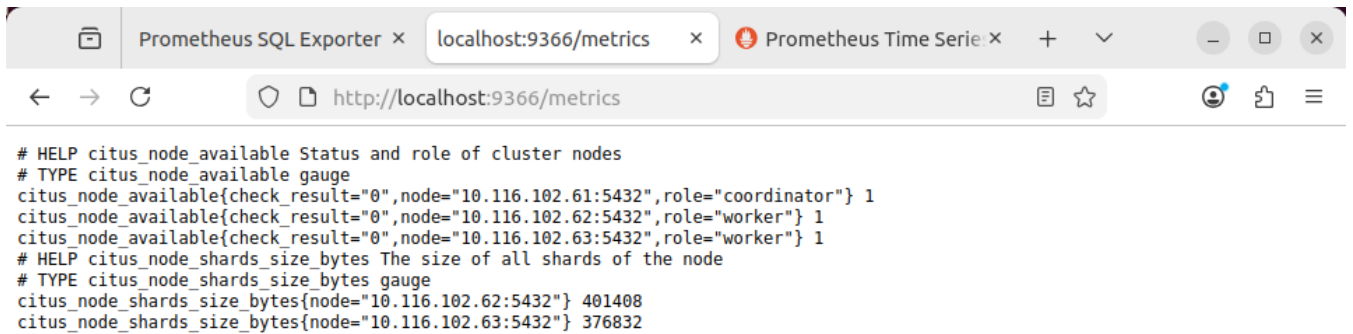 Prometheus SQL Exporter
localhost:9366/metrics
Prometheus Time Serie
http://localhost:9366/metrics
# HELP citus_node_available Status and role of cluster nodes
# TYPE citus_node_available gauge
citus_node_available{check_result="0",node="10.116.102.61:5432",role="coordinator"} 1
citus_node_available{check_result="0",node="10.116.102.62:5432",role="worker"} 1
citus_node_available{check_result="0",node="10.116.102.63:5432",role="worker"} 1
# HELP citus_node_shards_size_bytes The size of all shards of the node
# TYPE citus_node_shards_size_bytes gauge
citus_node_shards_size_bytes{node="10.116.102.62:5432"} 401408
citus_node_shards_size_bytes{node="10.116.102.63:5432"} 376832